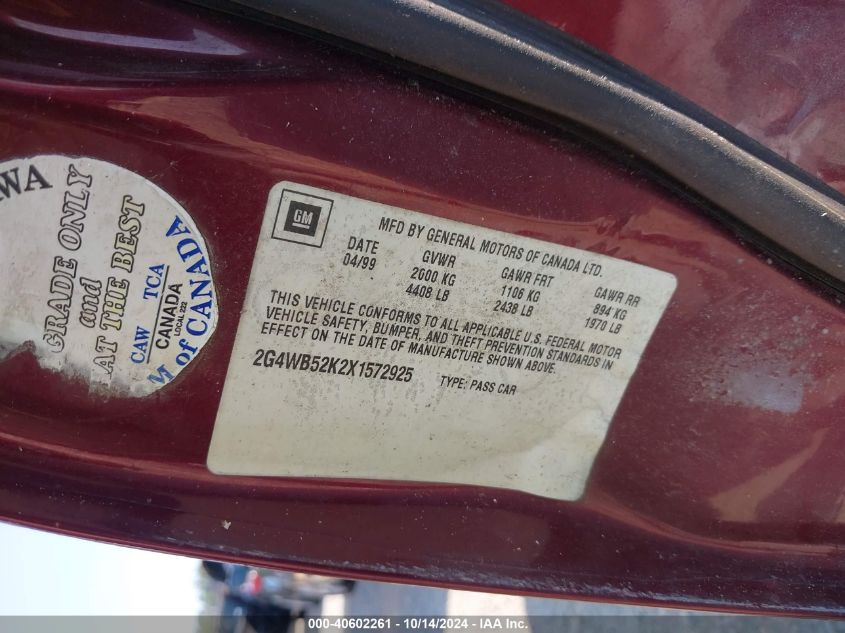 WA
GRADE ONLY
and
AT THE BEST
CAW TCA
CANADA
LOCAL 222
M of CANADA
GM
MFD BY GENERAL MOTORS OF CANADA LTD.
DATE GVWR GAWR FRT GAWR RR
04/99 2000 KG 1106 KG 894 KG
4408 LB 2438 LB 1970 LB
THIS VEHICLE CONFORMS TO ALL APPLICABLE U.S. FEDERAL MOTOR
VEHICLE SAFETY, BUMPER, AND THEFT PREVENTION STANDARDS IN
EFFECT ON THE DATE OF MANUFACTURE SHOWN ABOVE.
2G4WB52K2X1572925 TYPE: PASS CAR
000-40602261 - 10/14/2024 - IAA Inc.